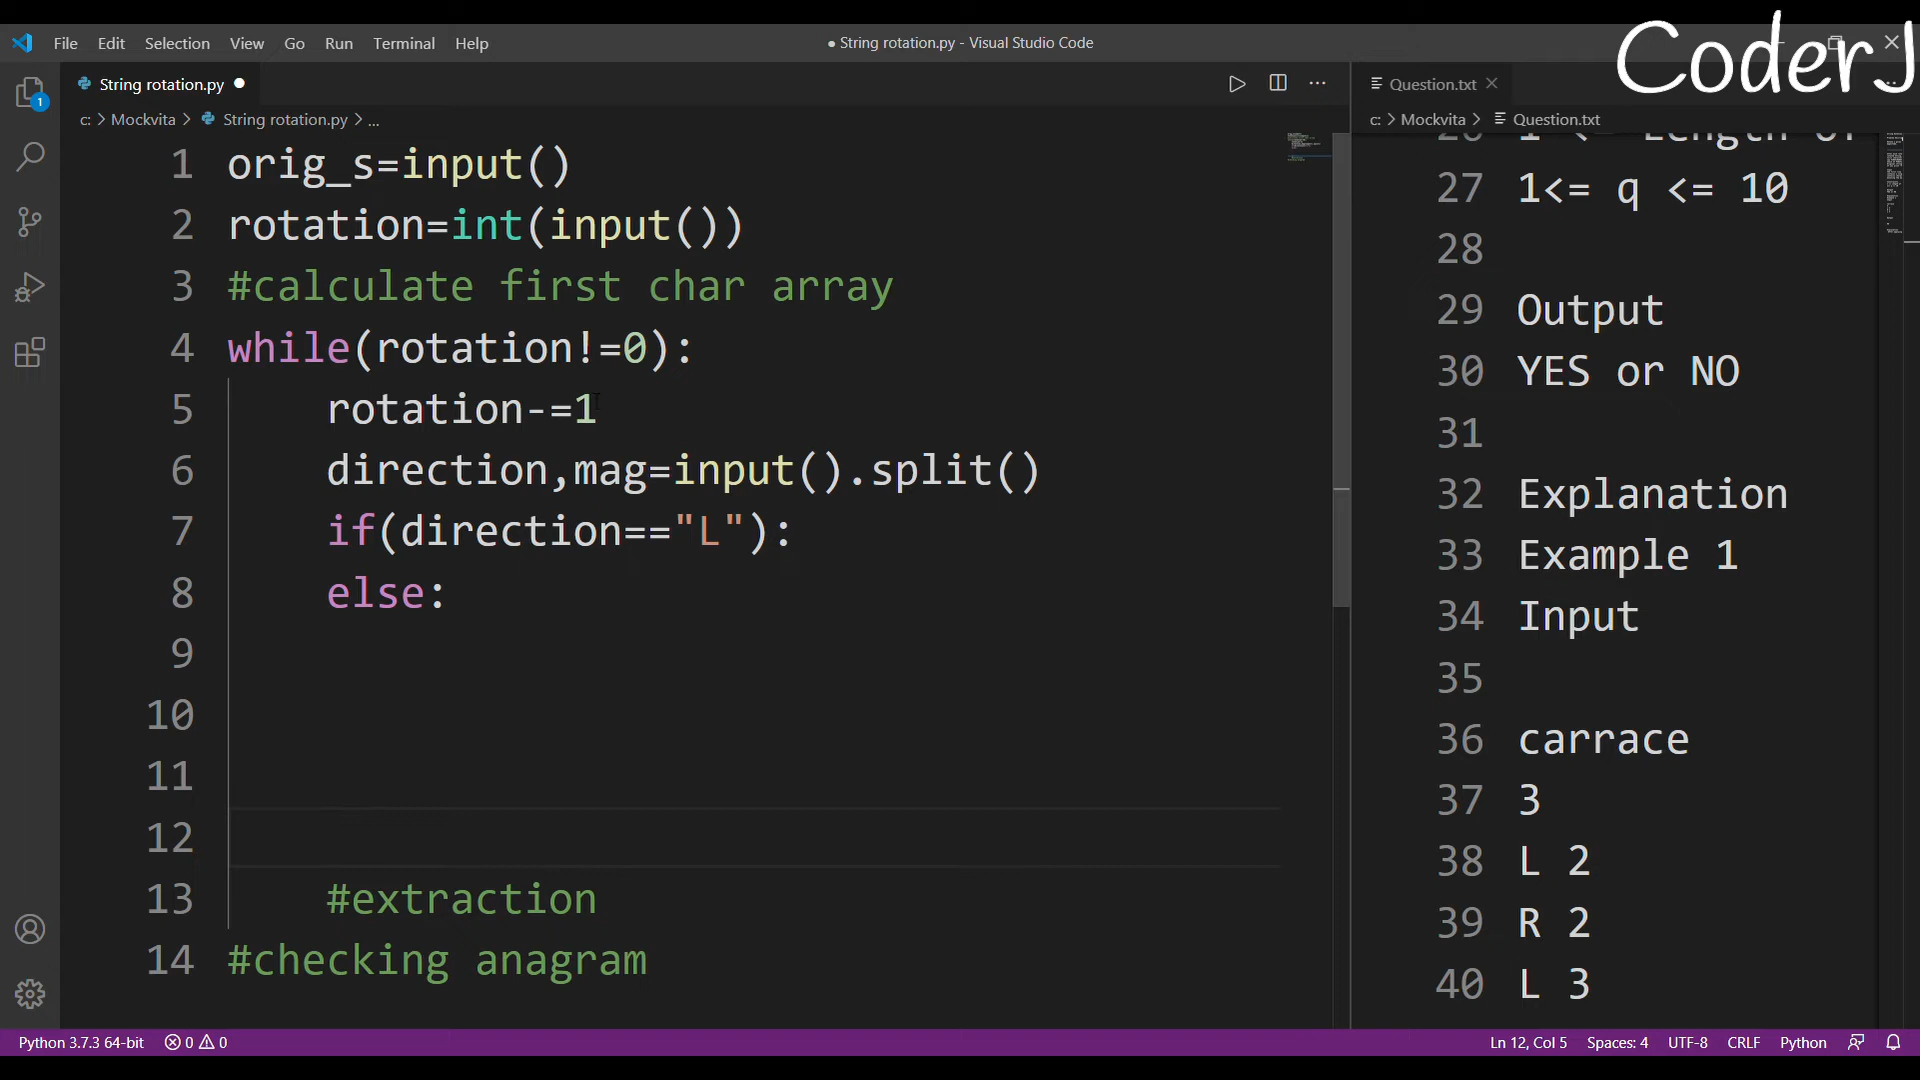 CoderJ
File Edit Selection View Go Run Terminal Help
● String rotation.py - Visual Studio Code
String rotation.py ●
Question.txt
c: > Mockvita > String rotation.py > ...
c: > Mockvita > Question.txt
1
1 orig_s=input()
2 rotation=int(input())
3 #calculate first char array
4 while(rotation!=0):
5 rotation-=1
6 direction,mag=input().split()
7 if(direction=="L"):
8 else:
9
10
11
12
13 #extraction
14 #checking anagram
26 1 <= Length of
27 1<= q <= 10
28
29 Output
30 YES or NO
31
32 Explanation
33 Example 1
34 Input
35
36 carrace
37 3
38 L 2
39 R 2
40 L 3
Python 3.7.3 64-bit 0 0
Ln 12, Col 5 Spaces: 4 UTF-8 CRLF Python